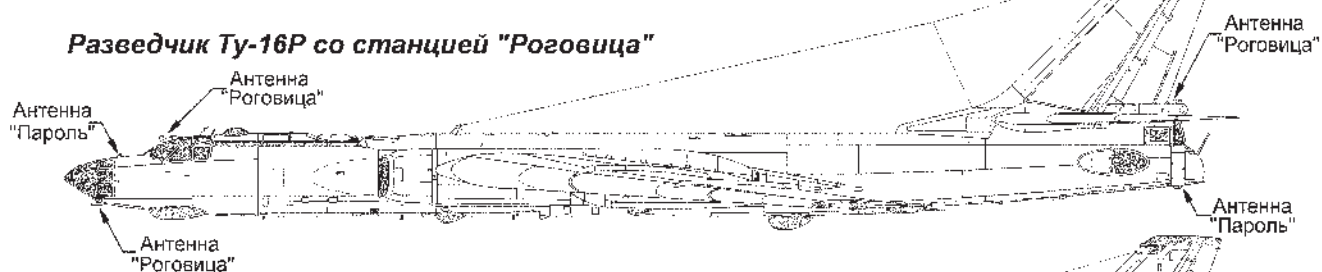 Разведчик Ту-16Р со станцией "Роговица"
Антенна
"Роговица"
Антенна
"Роговица"
Антенна
"Пароль"
Антенна
"Роговица"
Антенна
"Пароль"